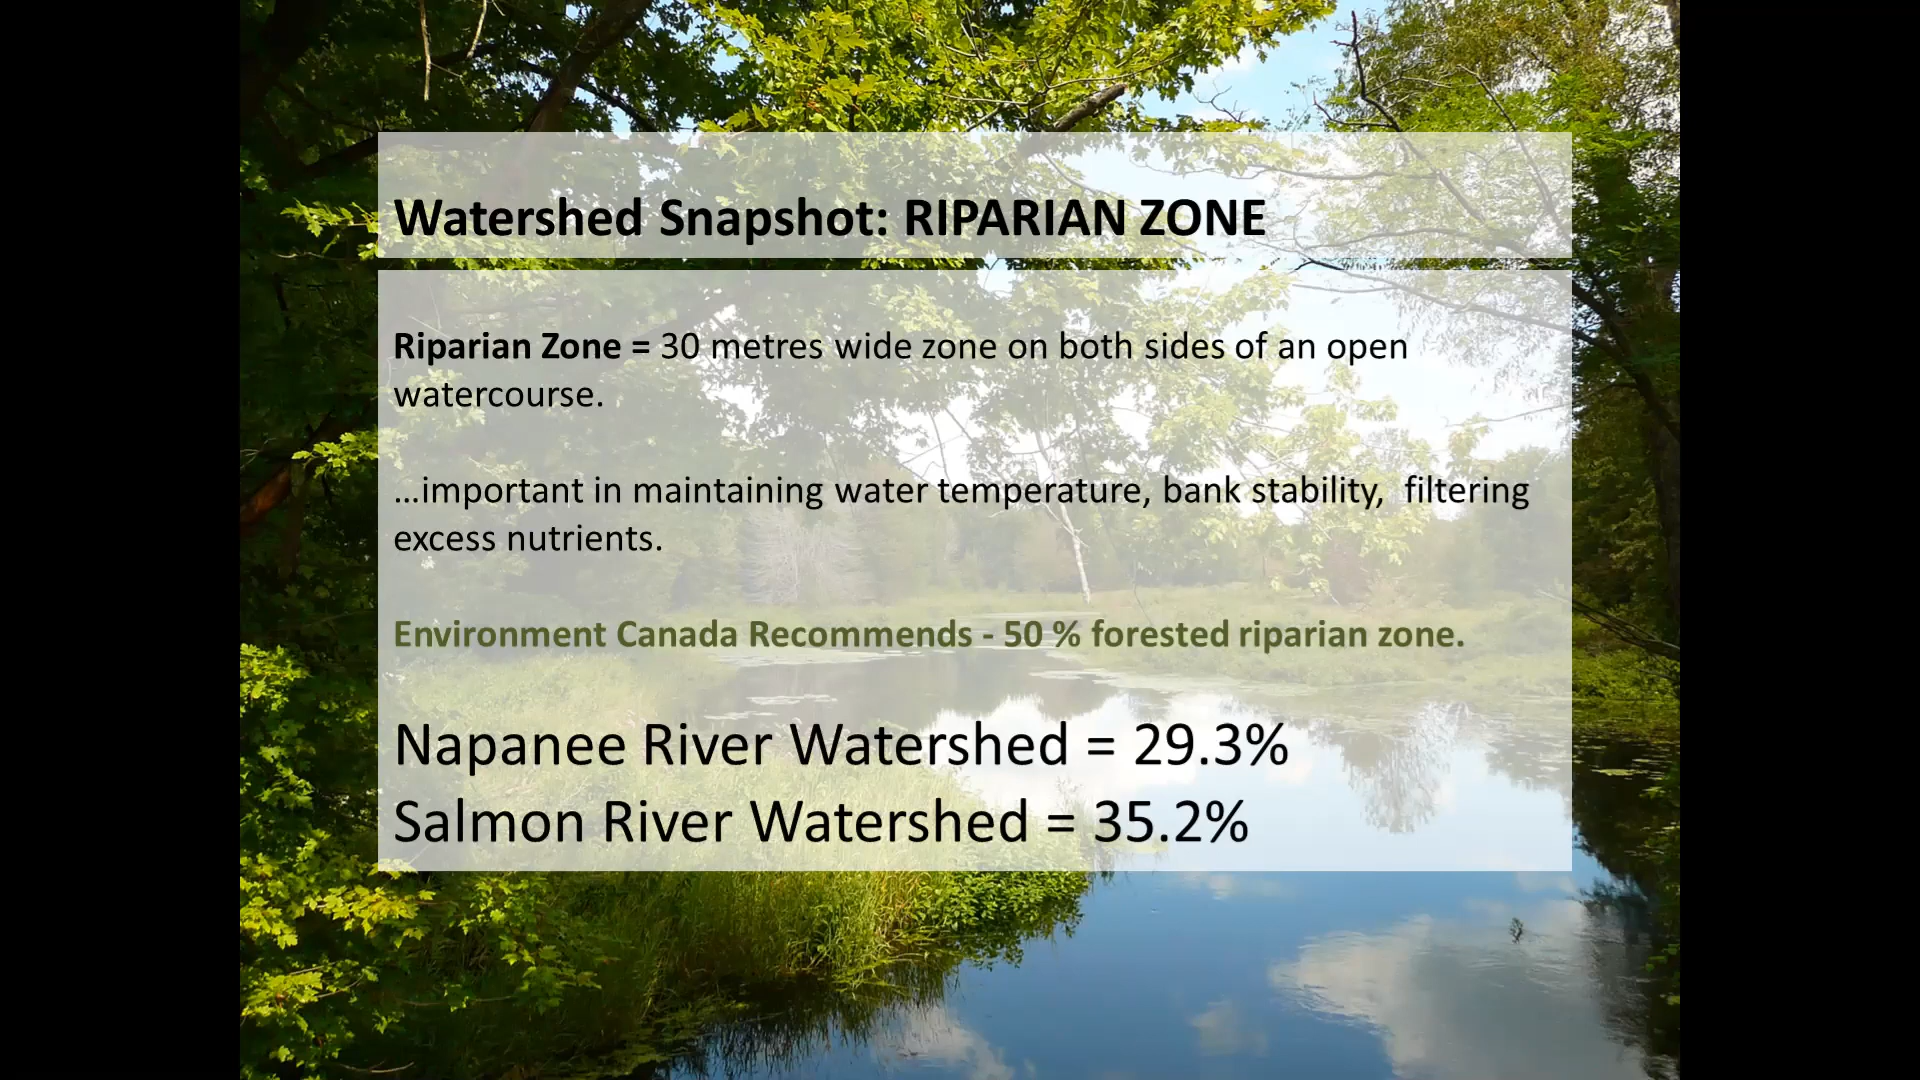 Watershed Snapshot: RIPARIAN ZONE
Riparian Zone = 30 metres wide zone on both sides of an open
watercourse.
...important in maintaining water temperature, bank stability,  filtering
excess nutrients.
Environment Canada Recommends - 50 % forested riparian zone.
Napanee River Watershed = 29.3%
Salmon River Watershed = 35.2%